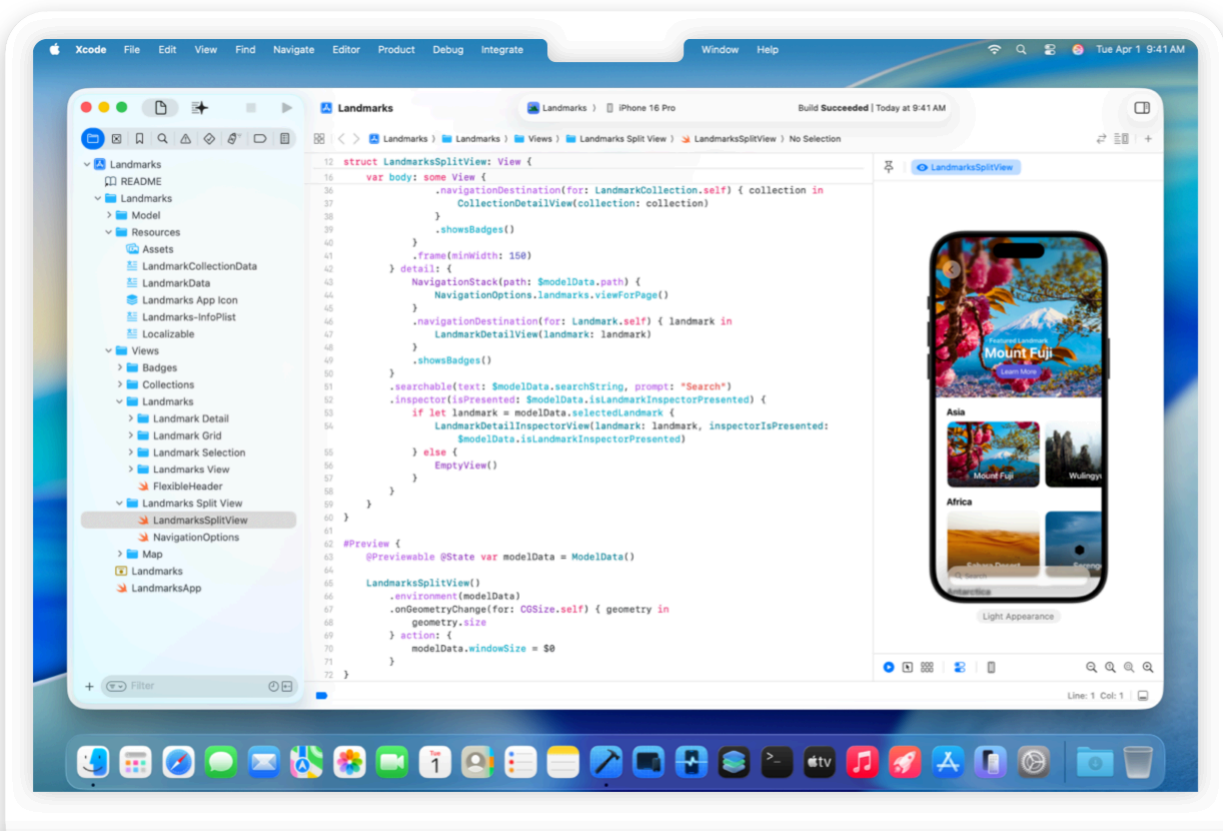 Xcode File Edit View Find Navigate Editor Product Debug Integrate Window Help Tue Apr 1 9:41 AM
Landmarks
Landmarks iPhone 16 Pro Build Succeeded | Today at 9:41 AM
Landmarks Landmarks Views Landmarks Split View LandmarksSplitView No Selection
Landmarks
README
Landmarks
Model
Resources
Assets
LandmarkCollectionData
LandmarkData
Landmarks App Icon
Landmarks-InfoPlist
Localizable
Views
Badges
Collections
Landmarks
Landmark Detail
Landmark Grid
Landmark Selection
Landmarks View
FlexibleHeader
Landmarks Split View
LandmarksSplitView
NavigationOptions
Map
Landmarks
LandmarksApp
Filter
12 struct LandmarksSplitView: View {
16 var body: some View {
36 .navigationDestination(for: LandmarkCollection.self) { collection in
37 CollectionDetailView(collection: collection)
38 }
39 .showsBadges()
40 }
41 .frame(minWidth: 150)
42 } detail: {
43 NavigationStack(path: $modelData.path) {
44 NavigationOptions.landmarks.viewForPage()
45 }
46 .navigationDestination(for: Landmark.self) { landmark in
47 LandmarkDetailView(landmark: landmark)
48 }
49 .showsBadges()
50 }
51 .searchable(text: $modelData.searchString, prompt: "Search")
52 .inspector(isPresented: $modelData.isLandmarkInspectorPresented) {
53 if let landmark = modelData.selectedLandmark {
54 LandmarkDetailInspectorView(landmark: landmark, inspectorIsPresented:
$modelData.isLandmarkInspectorPresented)
55 } else {
56 EmptyView()
57 }
58 }
59 }
60 }
61
62 #Preview {
63 @Previewable @State var modelData = ModelData()
64
65 LandmarksSplitView()
66 .environment(modelData)
67 .onGeometryChange(for: CGSize.self) { geometry in
68 geometry.size
69 } action: {
70 modelData.windowSize = $0
71 }
72 }
LandmarksSplitView
Featured Landmark
Mount Fuji
Learn More
Asia
Mount Fuji Wulingyu
Africa
Sahara Desert Sereng
Search
Antarctica
Light Appearance
Line: 1 Col: 1
Tue
1
tv